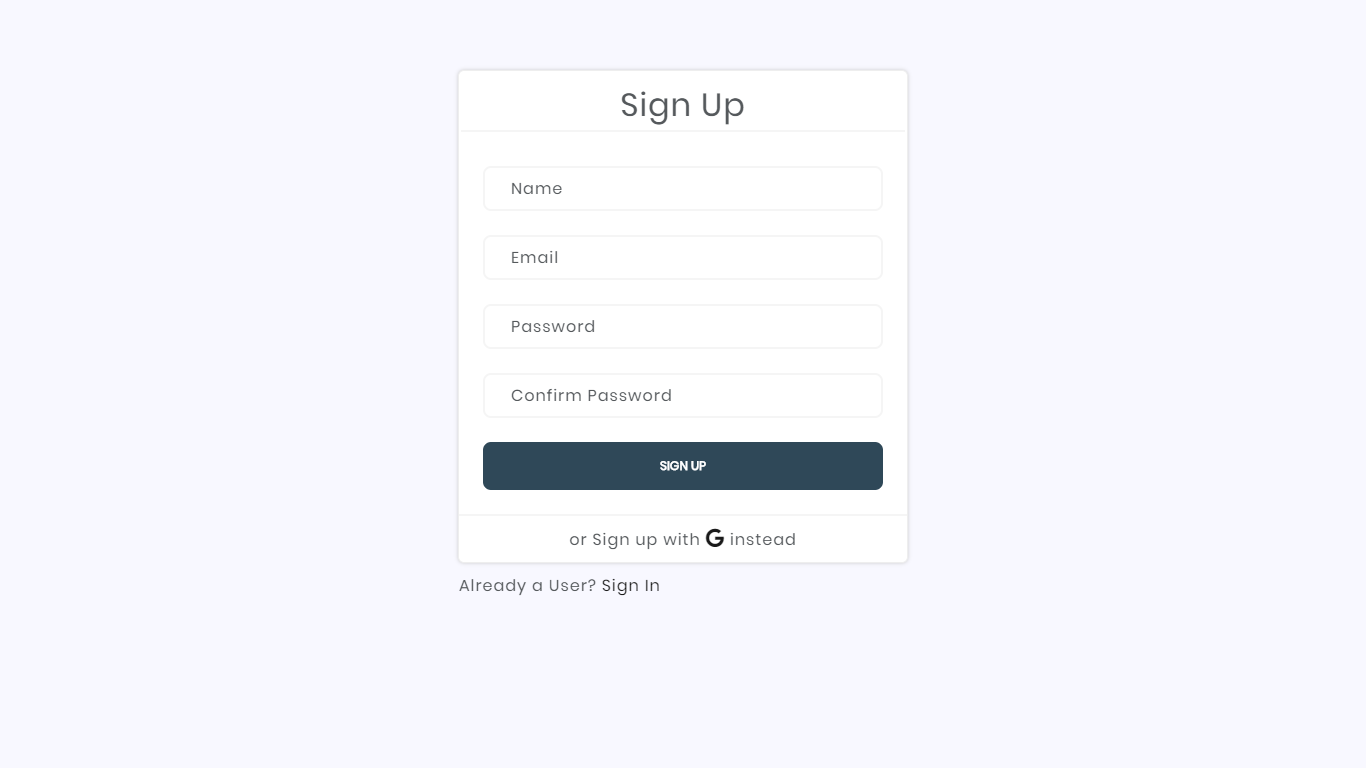 Sign Up
Name
Email
Password
Confirm Password
SIGN UP
or Sign up with G instead
Already a User? Sign In